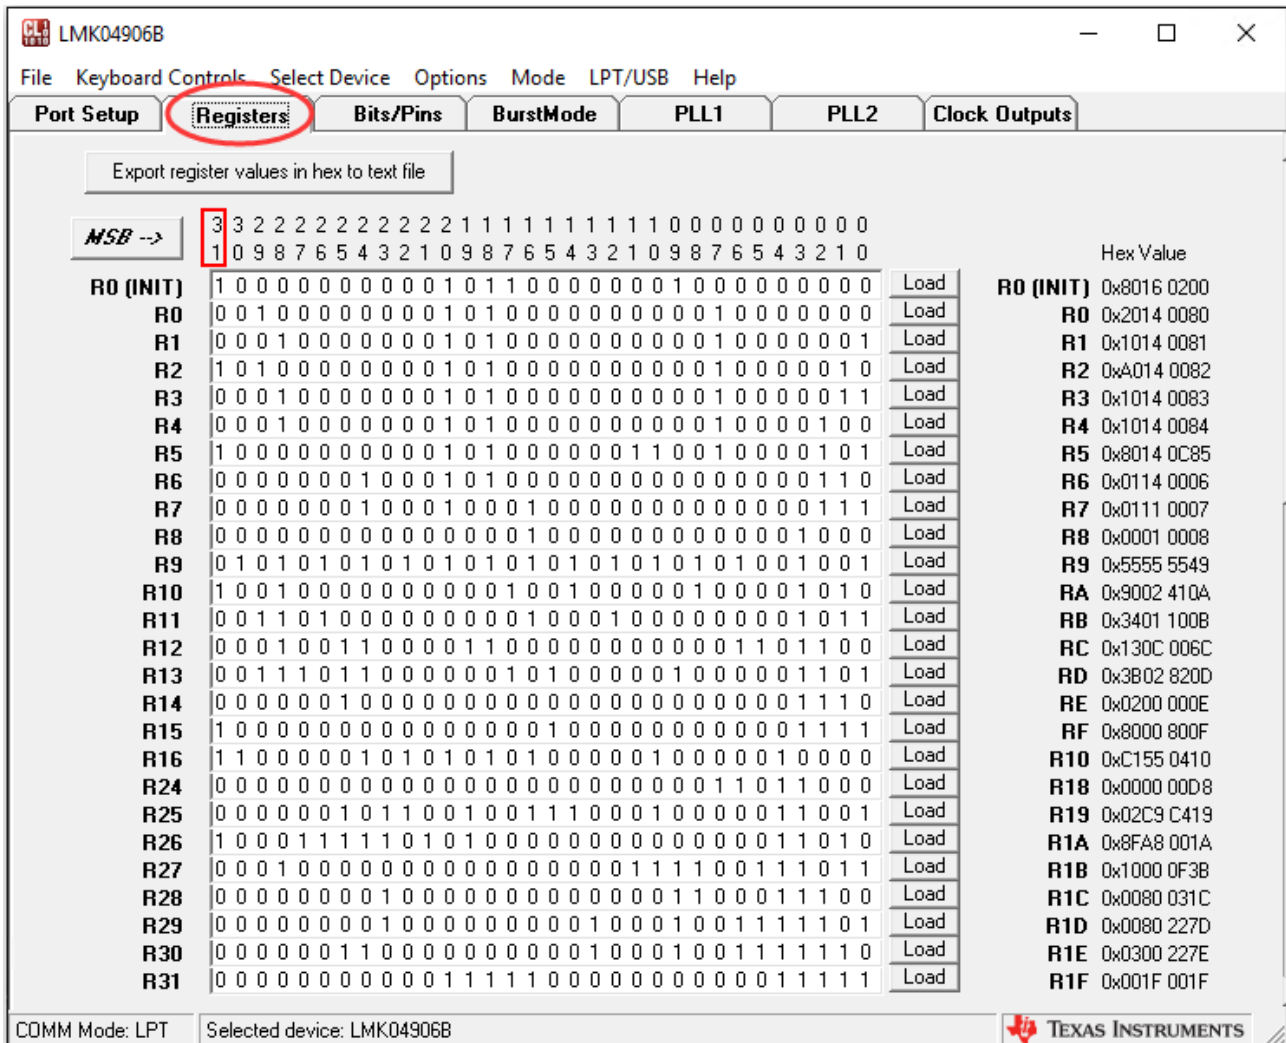 LMK04906B
File Keyboard Controls Select Device Options Mode LPT/USB Help
Port Setup Registers Bits/Pins BurstMode PLL1 PLL2 Clock Outputs
Export register values in hex to text file
MSB -->
3 3 2 2 2 2 2 2 2 2 2 2 1 1 1 1 1 1 1 1 1 1 0 0 0 0 0 0 0 0 0 0
1 0 9 8 7 6 5 4 3 2 1 0 9 8 7 6 5 4 3 2 1 0 9 8 7 6 5 4 3 2 1 0 Hex Value
R0 (INIT) 1 0 0 0 0 0 0 0 0 0 0 1 0 1 1 0 0 0 0 0 0 0 1 0 0 0 0 0 0 0 0 0 Load R0 (INIT) 0x8016 0200
R0 0 0 1 0 0 0 0 0 0 0 0 1 0 1 0 0 0 0 0 0 0 0 0 0 1 0 0 0 0 0 0 0 Load R0 0x2014 0080
R1 0 0 0 1 0 0 0 0 0 0 0 1 0 1 0 0 0 0 0 0 0 0 0 0 1 0 0 0 0 0 0 1 Load R1 0x1014 0081
R2 1 0 1 0 0 0 0 0 0 0 0 1 0 1 0 0 0 0 0 0 0 0 0 0 1 0 0 0 0 0 1 0 Load R2 0xA014 0082
R3 0 0 0 1 0 0 0 0 0 0 0 1 0 1 0 0 0 0 0 0 0 0 0 0 1 0 0 0 0 0 1 1 Load R3 0x1014 0083
R4 0 0 0 1 0 0 0 0 0 0 0 1 0 1 0 0 0 0 0 0 0 0 0 0 1 0 0 0 0 1 0 0 Load R4 0x1014 0084
R5 1 0 0 0 0 0 0 0 0 0 0 1 0 1 0 0 0 0 0 0 1 1 0 0 1 0 0 0 0 1 0 1 Load R5 0x8014 0C85
R6 0 0 0 0 0 0 0 1 0 0 0 1 0 1 0 0 0 0 0 0 0 0 0 0 0 0 0 0 0 1 1 0 Load R6 0x0114 0006
R7 0 0 0 0 0 0 0 1 0 0 0 1 0 0 0 1 0 0 0 0 0 0 0 0 0 0 0 0 0 1 1 1 Load R7 0x0111 0007
R8 0 0 0 0 0 0 0 0 0 0 0 0 0 0 0 1 0 0 0 0 0 0 0 0 0 0 0 0 1 0 0 0 Load R8 0x0001 0008
R9 0 1 0 1 0 1 0 1 0 1 0 1 0 1 0 1 0 1 0 1 0 1 0 1 0 1 0 0 1 0 0 1 Load R9 0x5555 5549
R10 1 0 0 1 0 0 0 0 0 0 0 0 0 0 1 0 0 1 0 0 0 0 0 1 0 0 0 0 1 0 1 0 Load RA 0x9002 410A
R11 0 0 1 1 0 1 0 0 0 0 0 0 0 0 0 1 0 0 0 1 0 0 0 0 0 0 0 0 1 0 1 1 Load RB 0x3401 100B
R12 0 0 0 1 0 0 1 1 0 0 0 0 1 1 0 0 0 0 0 0 0 0 0 0 0 1 1 0 1 1 0 0 Load RC 0x130C 006C
R13 0 0 1 1 1 0 1 1 0 0 0 0 0 0 1 0 1 0 0 0 0 0 1 0 0 0 0 0 1 1 0 1 Load RD 0x3B02 820D
R14 0 0 0 0 0 0 1 0 0 0 0 0 0 0 0 0 0 0 0 0 0 0 0 0 0 0 0 0 1 1 1 0 Load RE 0x0200 000E
R15 1 0 0 0 0 0 0 0 0 0 0 0 0 0 0 0 1 0 0 0 0 0 0 0 0 0 0 0 1 1 1 1 Load RF 0x8000 800F
R16 1 1 0 0 0 0 0 1 0 1 0 1 0 1 0 1 0 0 0 0 0 1 0 0 0 0 0 1 0 0 0 0 Load R10 0xC155 0410
R24 0 0 0 0 0 0 0 0 0 0 0 0 0 0 0 0 0 0 0 0 0 0 0 0 1 1 0 1 1 0 0 0 Load R18 0x0000 00D8
R25 0 0 0 0 0 0 1 0 1 1 0 0 1 0 0 1 1 1 0 0 0 1 0 0 0 0 0 1 1 0 0 1 Load R19 0x02C9 C419
R26 1 0 0 0 1 1 1 1 1 0 1 0 1 0 0 0 0 0 0 0 0 0 0 0 0 0 0 1 1 0 1 0 Load R1A 0x8FA8 001A
R27 0 0 0 1 0 0 0 0 0 0 0 0 0 0 0 0 0 0 0 0 1 1 1 1 0 0 1 1 1 0 1 1 Load R1B 0x1000 0F3B
R28 0 0 0 0 0 0 0 0 1 0 0 0 0 0 0 0 0 0 0 0 0 0 1 1 0 0 0 1 1 1 0 0 Load R1C 0x0080 031C
R29 0 0 0 0 0 0 0 0 1 0 0 0 0 0 0 0 0 0 1 0 0 0 1 0 0 1 1 1 1 1 0 1 Load R1D 0x0080 227D
R30 0 0 0 0 0 0 1 1 0 0 0 0 0 0 0 0 0 0 1 0 0 0 1 0 0 1 1 1 1 1 1 0 Load R1E 0x0300 227E
R31 0 0 0 0 0 0 0 0 0 0 0 1 1 1 1 1 0 0 0 0 0 0 0 0 0 0 0 1 1 1 1 1 Load R1F 0x001F 001F
COMM Mode: LPT Selected device: LMK04906B TEXAS INSTRUMENTS